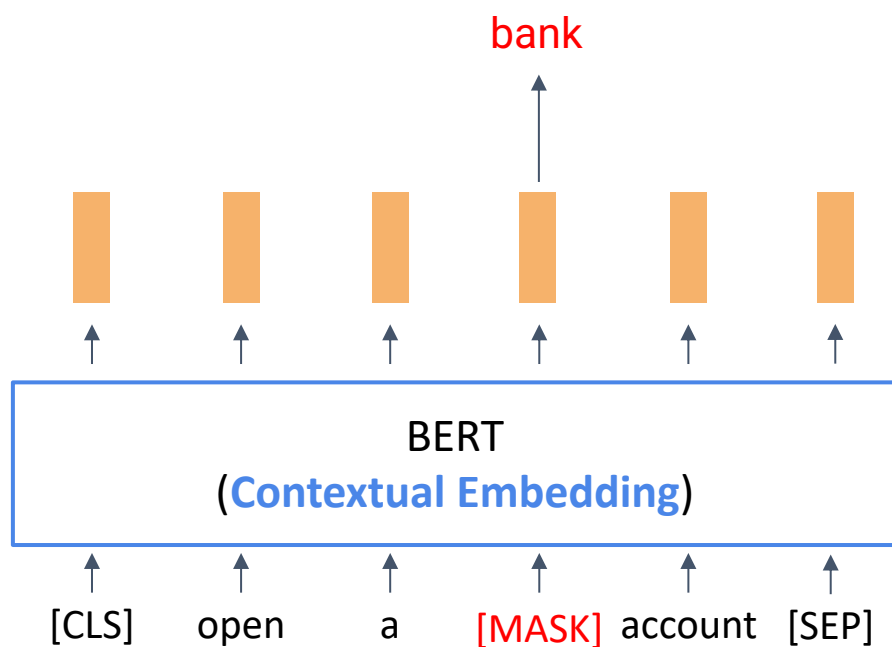 bank
BERT
(Contextual Embedding)
[CLS] open a [MASK] account [SEP]